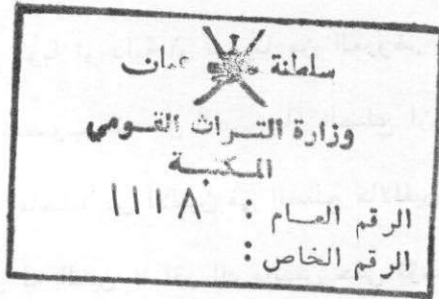 سلطنة عمان
وزارة التراث القومي
المكتبة
الرقم العام : ١١١٨
الرقم الخاص :